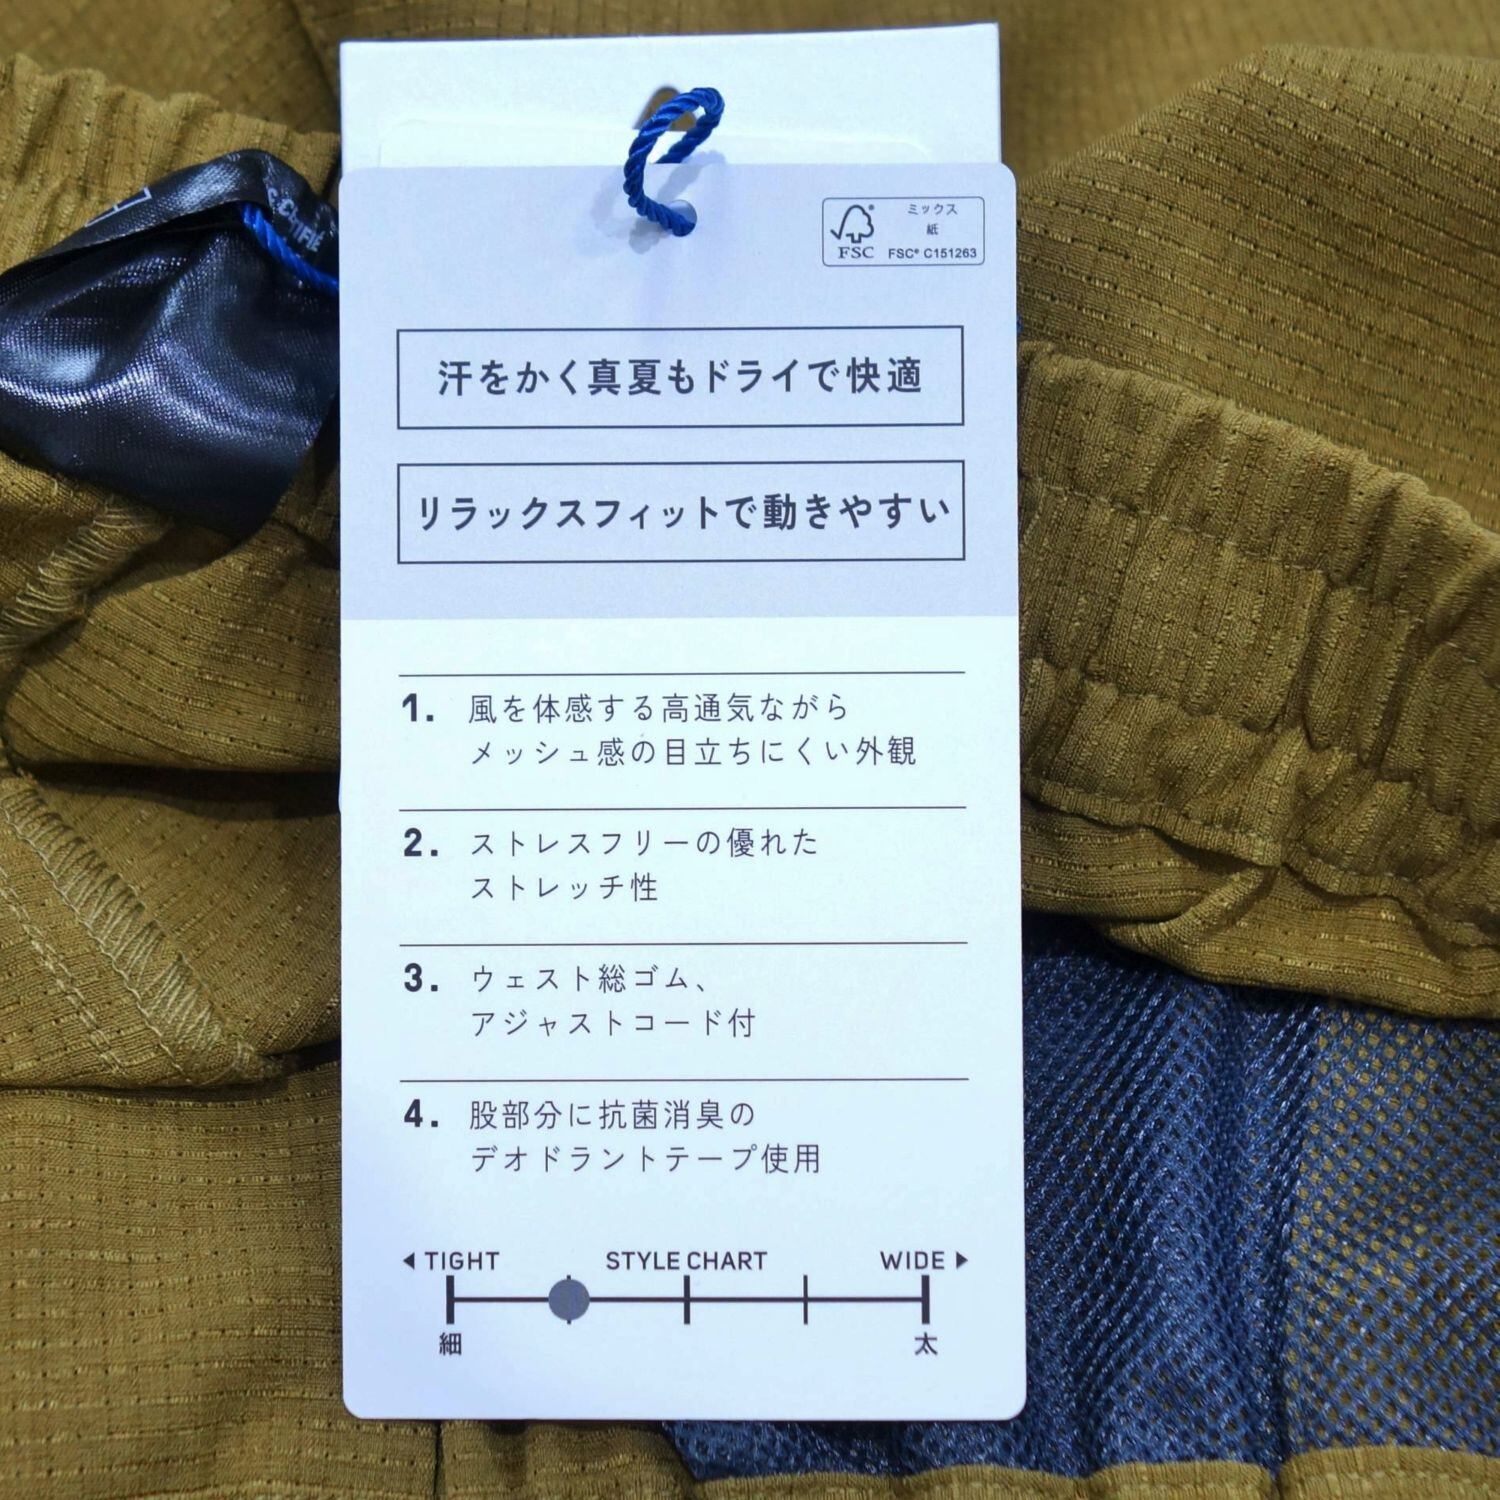 ミックス
紙
FSC
FSC® C151263
汗をかく真夏もドライで快適
リラックスフィットで動きやすい
1. 風を体感する高通気ながら
メッシュ感の目立ちにくい外観
2. ストレスフリーの優れた
ストレッチ性
3. ウェスト総ゴム、
アジャストコード付
4. 股部分に抗菌消臭の
デオドラントテープ使用
TIGHT STYLE CHART WIDE
細 太